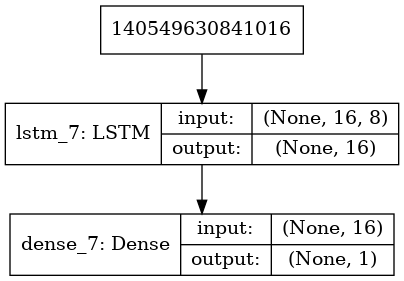 140549630841016
lstm_7: LSTM
input: (None, 16, 8)
output: (None, 16)
dense_7: Dense
input: (None, 16)
output: (None, 1)